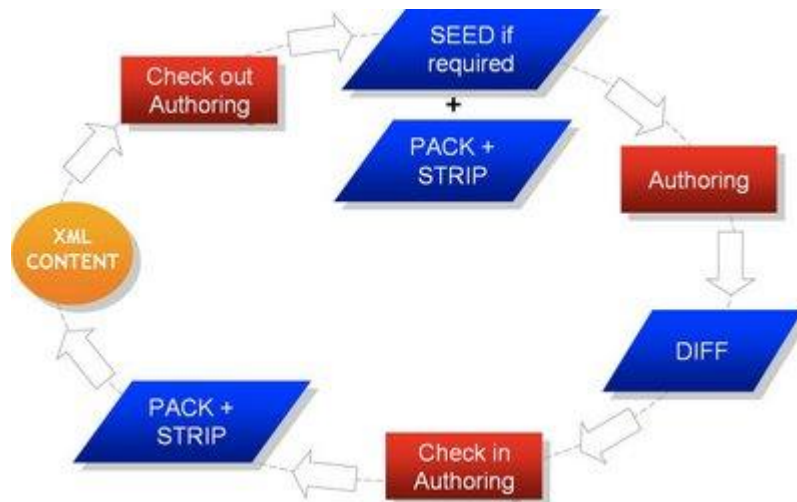 SEED if
required
+
PACK +
STRIP
Check out
Authoring
Authoring
XML
CONTENT
DIFF
PACK +
STRIP
Check in
Authoring